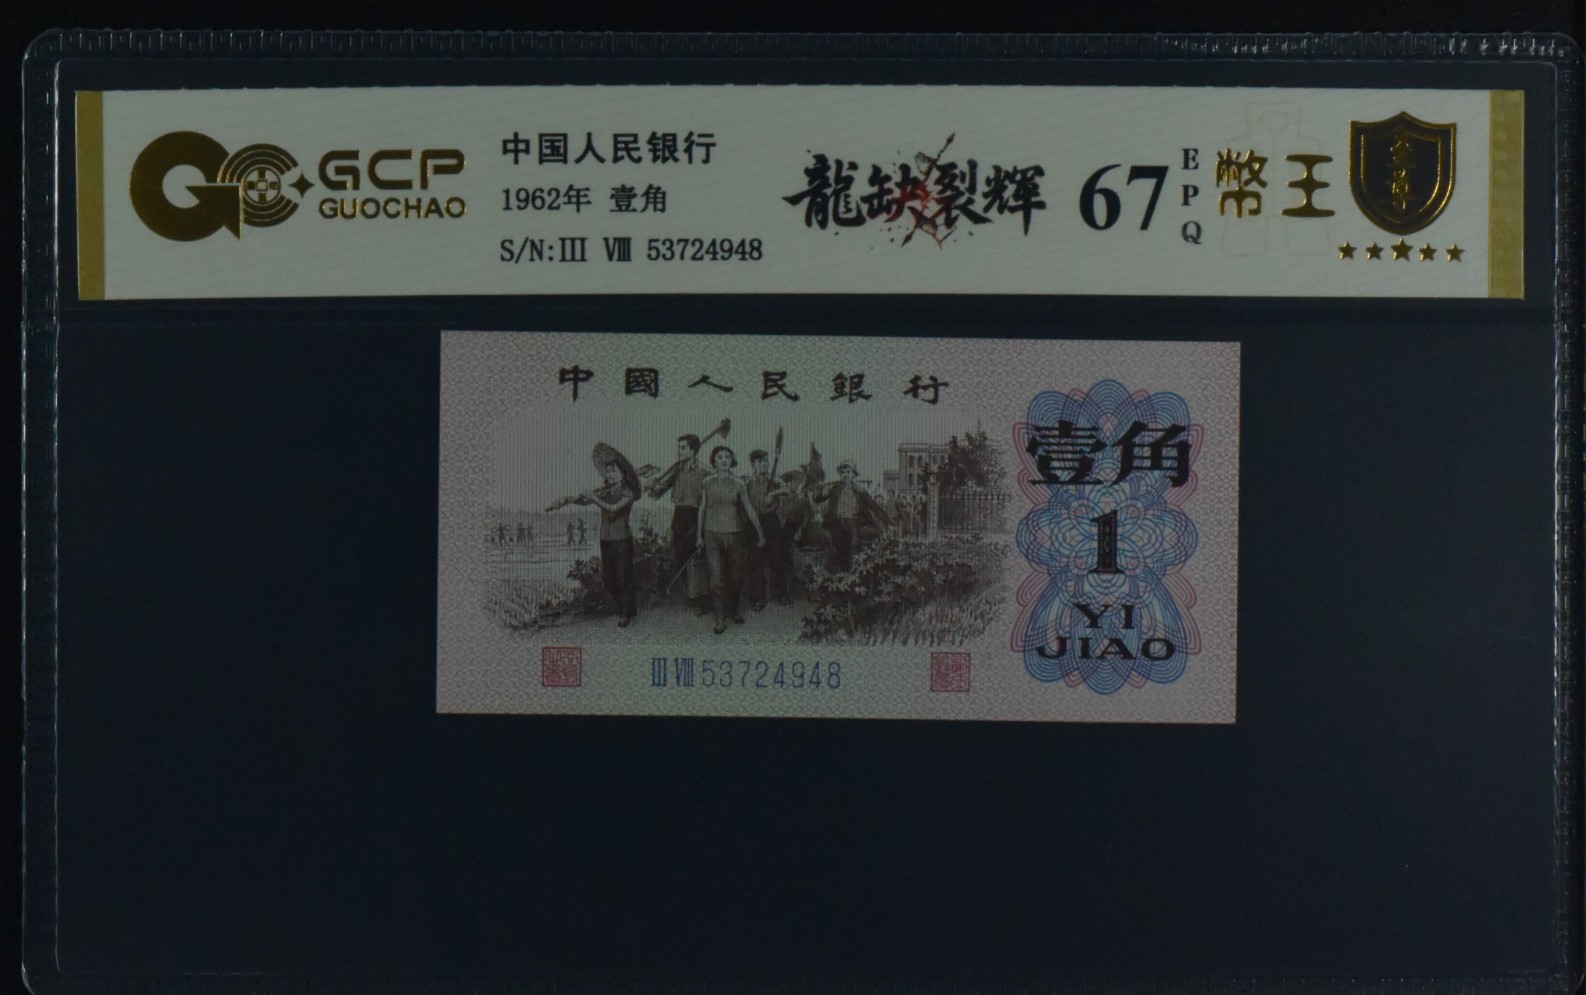 GCP
GUOCHAO
中国人民银行
1962年 壹角
S/N:III VIII 53724948
龍缺裂辉
67
EPQ
幣王
中國人民銀行
壹角
1
YI
JIAO
III VIII 53724948